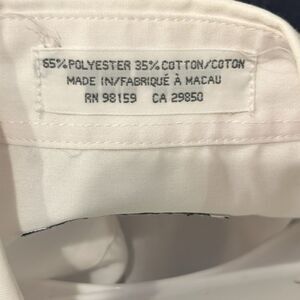 65% POLYESTER 35% COTTON/COTON
MADE IN/FABRIQUÉ À MACAU
RN 98159 CA 29850